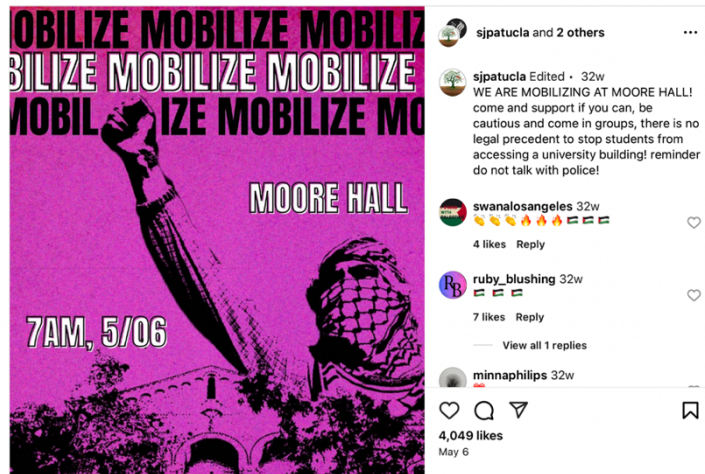 OBILIZE MOBILIZE MOBILIZ
BILIZE MOBILIZE MOBILIZE
MOBIL IZE MOBILIZE MO
MOORE HALL
7AM, 5/06
sjpatucla and 2 others
sjpatucla Edited • 32w
WE ARE MOBILIZING AT MOORE HALL!
come and support if you can, be
cautious and come in groups, there is no
legal precedent to stop students from
accessing a university building! reminder
do not talk with police!
swanalosangeles 32w
👏👏👏🔥🔥🔥🇵🇸🇵🇸🇵🇸
4 likes Reply
RB
ruby_blushing 32w
🇵🇸 🇵🇸 🇵🇸
7 likes Reply
View all 1 replies
minnaphilips 32w
4,049 likes
May 6